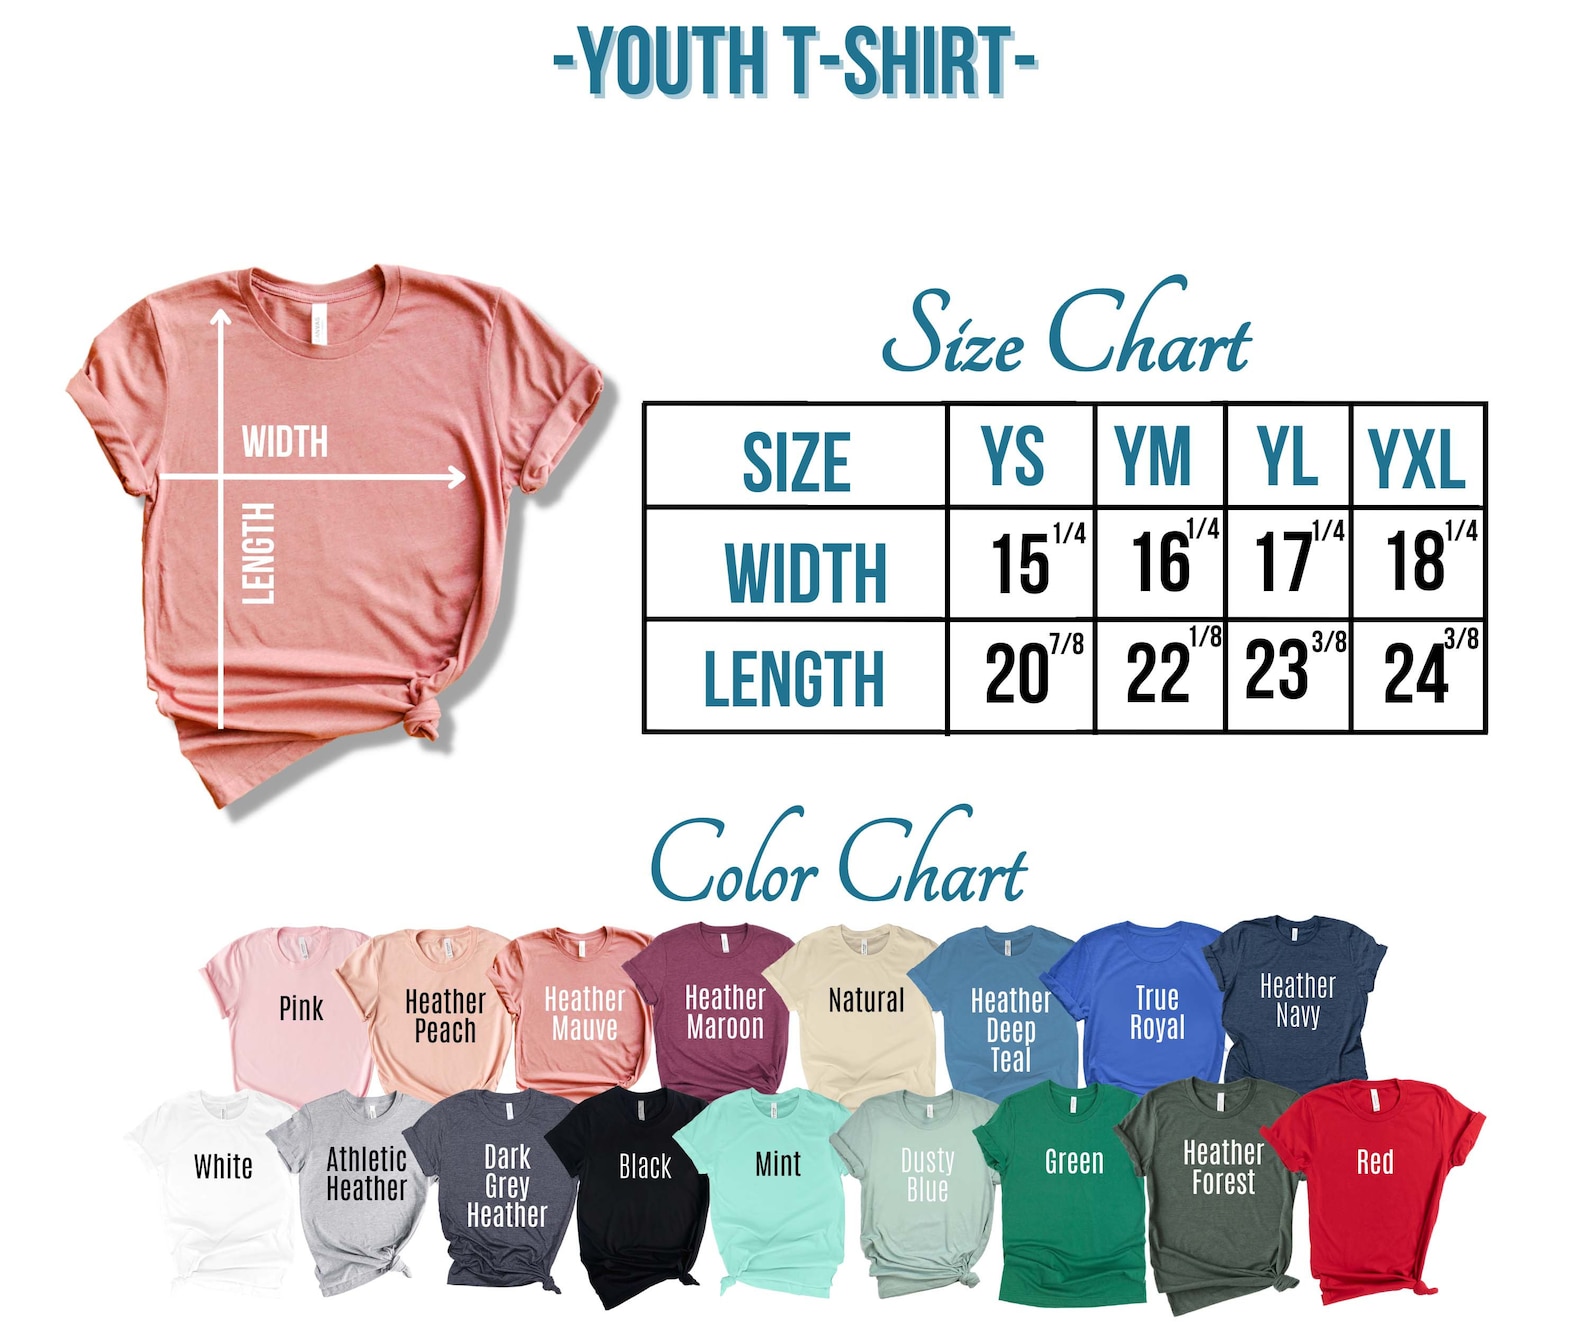 -YOUTH T-SHIRT-
WIDTH
LENGTH
Size Chart
SIZE YS YM YL YXL
WIDTH 15 1/4 16 1/4 17 1/4 18 1/4
LENGTH 20 7/8 22 1/8 23 3/8 24 3/8
Color Chart
Pink
Heather
Peach
Heather
Mauve
Heather
Maroon
Natural
Heather
Deep
Teal
True
Royal
Heather
Navy
White
Athletic
Heather
Dark
Grey
Heather
Black
Mint
Dusty
Blue
Green
Heather
Forest
Red